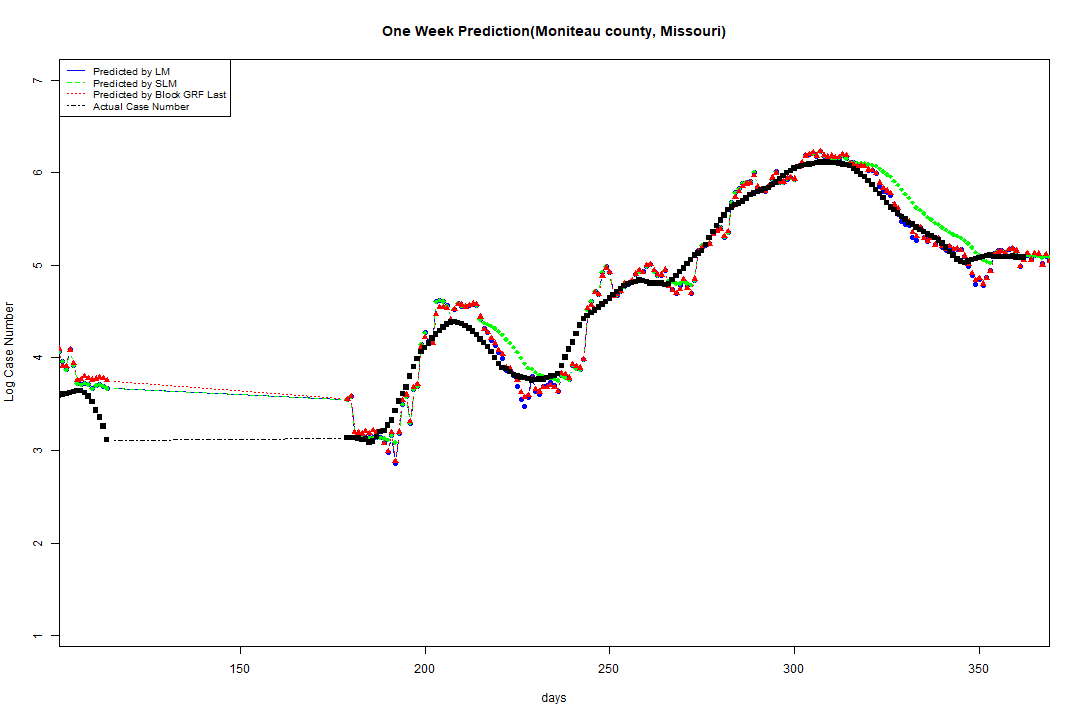 One Week Prediction(Moniteau county, Missouri)
Predicted by LM
Predicted by SLM
Predicted by Block GRF Last
Actual Case Number
7
6
5
4
3
2
1
Log Case Number
150 200 250 300 350
days